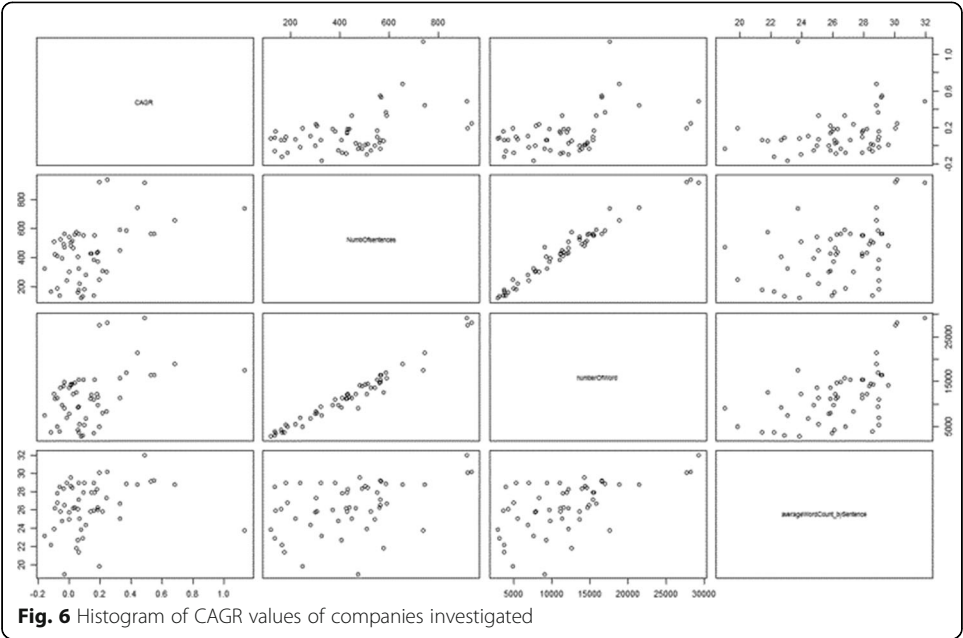 200 400 600 800
20 22 24 26 28 30 32
CAGR
-0.2 0.2 0.6 1.0
200 400 600 800
NumbOfsentences
numberOfWord
5000 15000 25000
20 22 24 26 28 30 32
averageWordCount_bySentence
-0.2 0.0 0.2 0.4 0.6 0.8 1.0
5000 10000 15000 20000 25000 30000
Fig. 6 Histogram of CAGR values of companies investigated